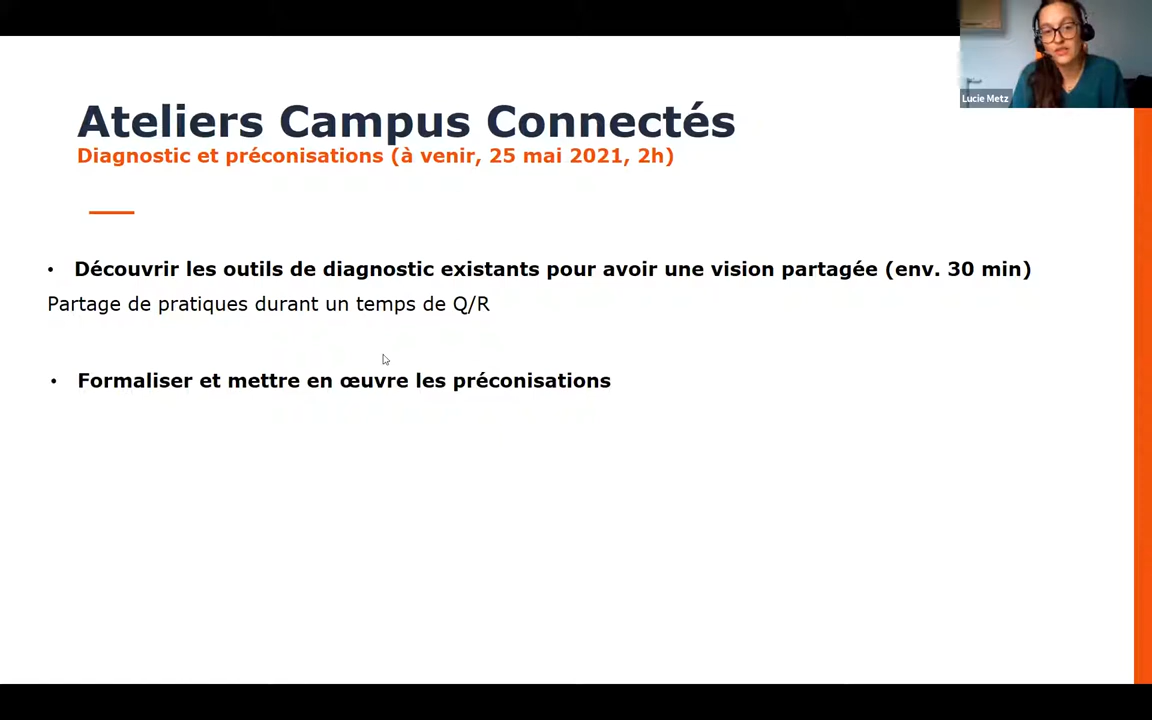 Lucie Metz
Ateliers Campus Connectés
Diagnostic et préconisations (à venir, 25 mai 2021, 2h)
• Découvrir les outils de diagnostic existants pour avoir une vision partagée (env. 30 min)
Partage de pratiques durant un temps de Q/R
• Formaliser et mettre en œuvre les préconisations